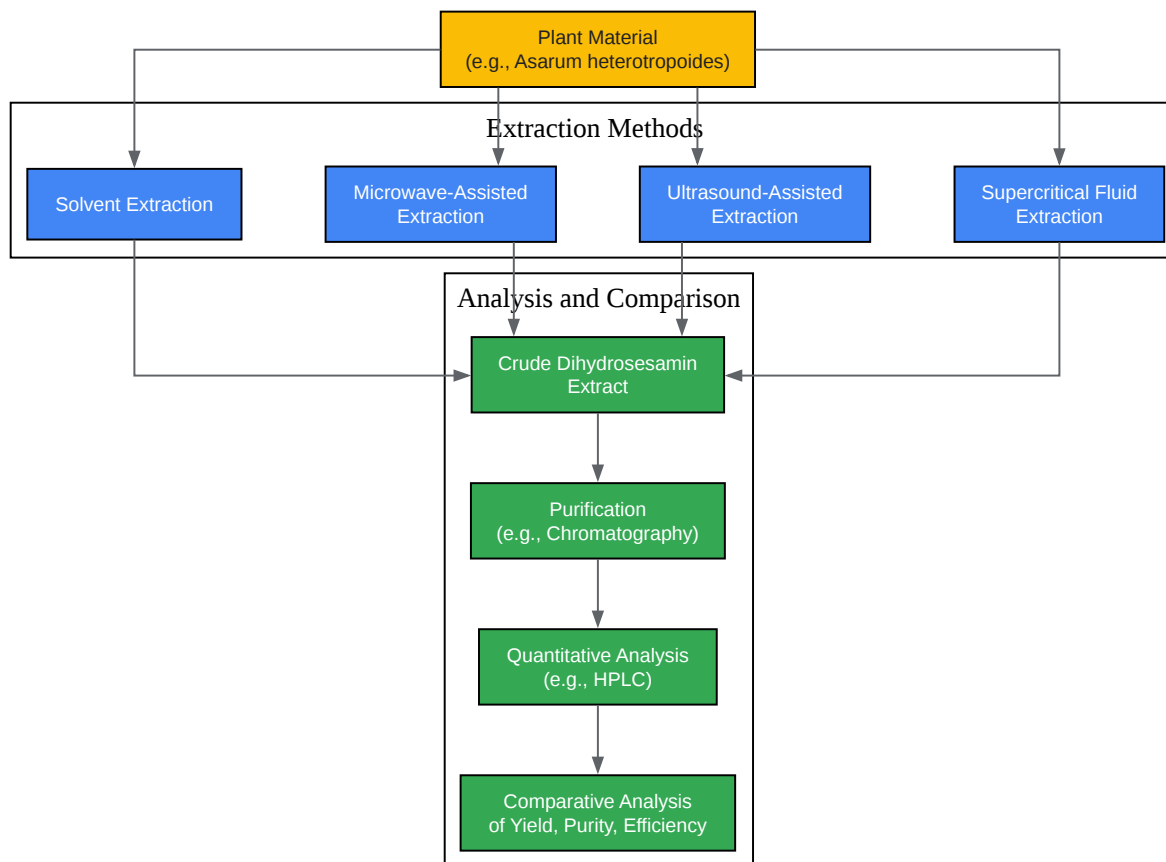 Plant Material
(e.g., Asarum heterotropoides)
Extraction Methods
Solvent Extraction
Microwave-Assisted
Extraction
Ultrasound-Assisted
Extraction
Supercritical Fluid
Extraction
Analysis and Comparison
Crude Dihydrosesamin
Extract
Purification
(e.g., Chromatography)
Quantitative Analysis
(e.g., HPLC)
Comparative Analysis
of Yield, Purity, Efficiency